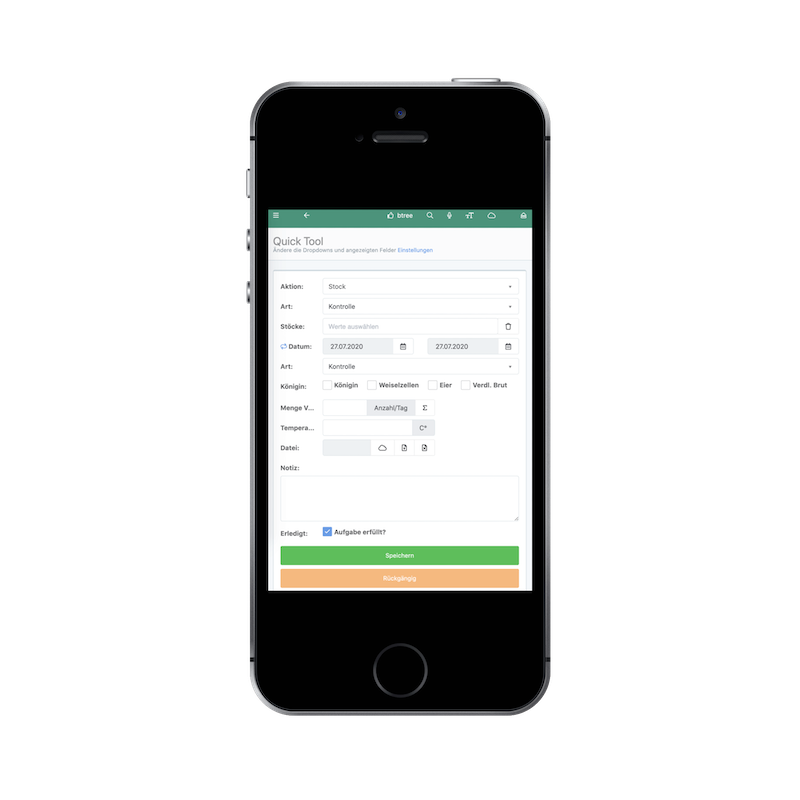 btree
Quick Tool
Ändere die Dropdowns und angezeigten Felder Einstellungen
Aktion: Stock
Art: Kontrolle
Stöcke: Werte auswählen
Datum: 27.07.2020 27.07.2020
Art: Kontrolle
Königin: Königin Weiselzellen Eier Verdl. Brut
Menge V... Anzahl/Tag Σ
Tempera... C°
Datei:
Notiz:
Erledigt: Aufgabe erfüllt?
Speichern
Rückgängig